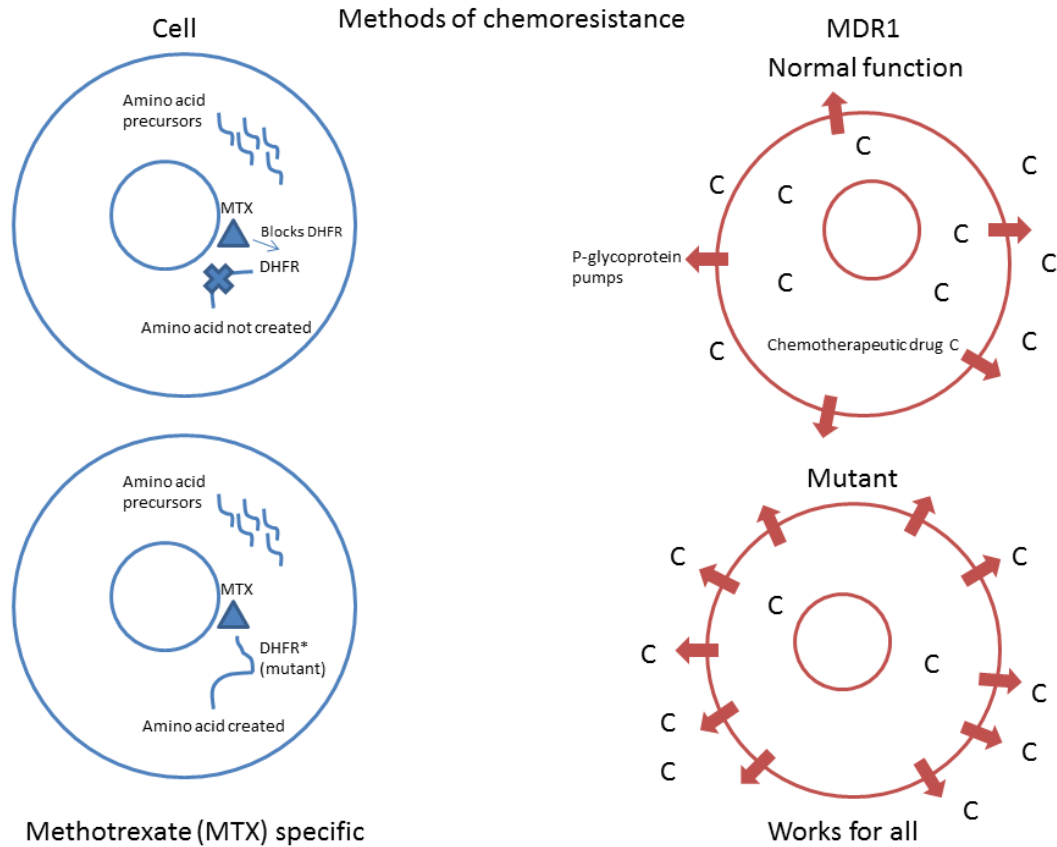 Methods of chemoresistance
Cell
Amino acid
precursors
MTX
Blocks DHFR
DHFR
Amino acid not created
Amino acid
precursors
MTX
DHFR*
(mutant)
Amino acid created
Methotrexate (MTX) specific
MDR1
Normal function
C
C
C
C
C
P-glycoprotein
pumps
C
C
C
C
C
Chemotherapeutic drug C
Mutant
C
C
C
C
C
C
C
C
C
C
Works for all